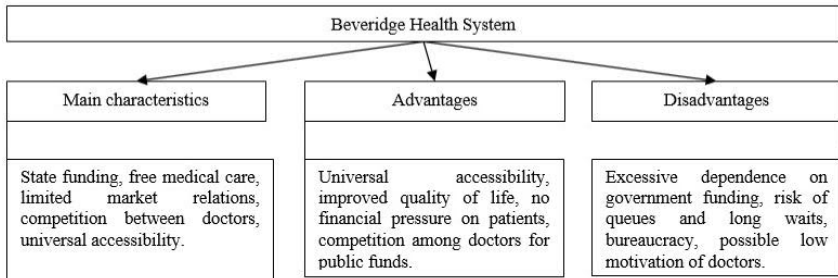 Beveridge Health System
Main characteristics
Advantages
Disadvantages
State funding, free medical care,
limited market relations,
competition between doctors,
universal accessibility.
Universal accessibility,
improved quality of life, no
financial pressure on patients,
competition among doctors for
public funds.
Excessive dependence on
government funding, risk of
queues and long waits,
bureaucracy, possible low
motivation of doctors.